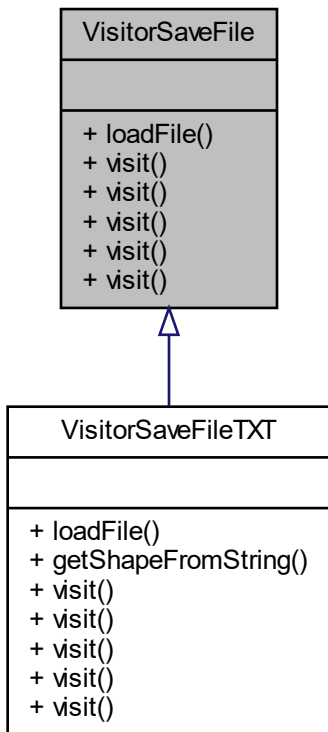 VisitorSaveFile
+ loadFile()
+ visit()
+ visit()
+ visit()
+ visit()
+ visit()
VisitorSaveFileTXT
+ loadFile()
+ getShapeFromString()
+ visit()
+ visit()
+ visit()
+ visit()
+ visit()